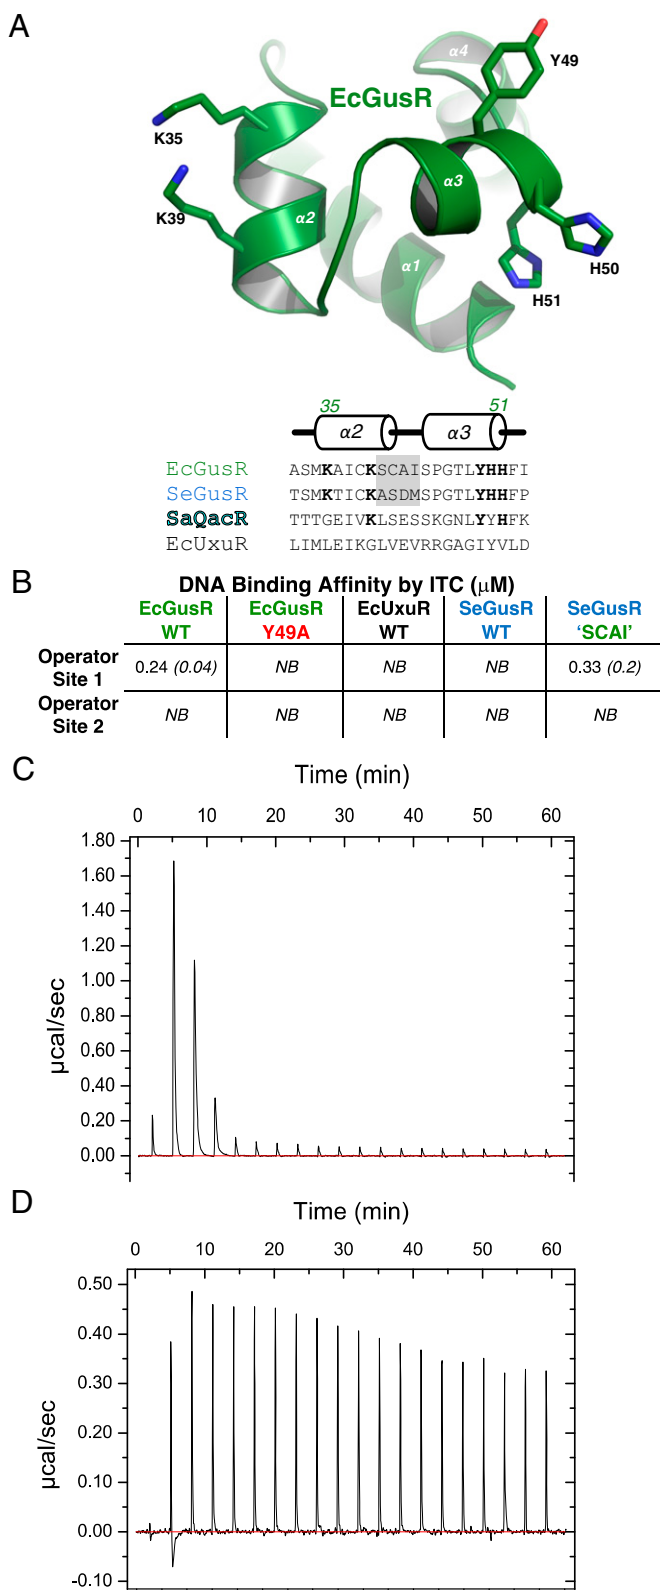 A
EcGusR
Y49
α4
K35
K39
α2
α3
α1
H50
H51
35
51
α2
α3
EcGusR ASMKAICKSCAISPGTLYHHFI
SeGusR TSMKTICKASDMSPGTLYHHFP
SaQacR TTTGEIVKLSESSKGNLYYHFK
EcUxuR LIMLEIKGLVEVRRGAGIYVLD
B
DNA Binding Affinity by ITC (μM)
EcGusR WT
EcGusR Y49A
EcUxuR WT
SeGusR WT
SeGusR 'SCAI'
Operator Site 1 0.24 (0.04) NB NB NB 0.33 (0.2)
Operator Site 2 NB NB NB NB NB
C
Time (min)
0 10 20 30 40 50 60
1.80
1.60
1.40
1.20
1.00
0.80
0.60
0.40
0.20
0.00
µcal/sec
D
Time (min)
0 10 20 30 40 50 60
0.50
0.40
0.30
0.20
0.10
0.00
-0.10
µcal/sec